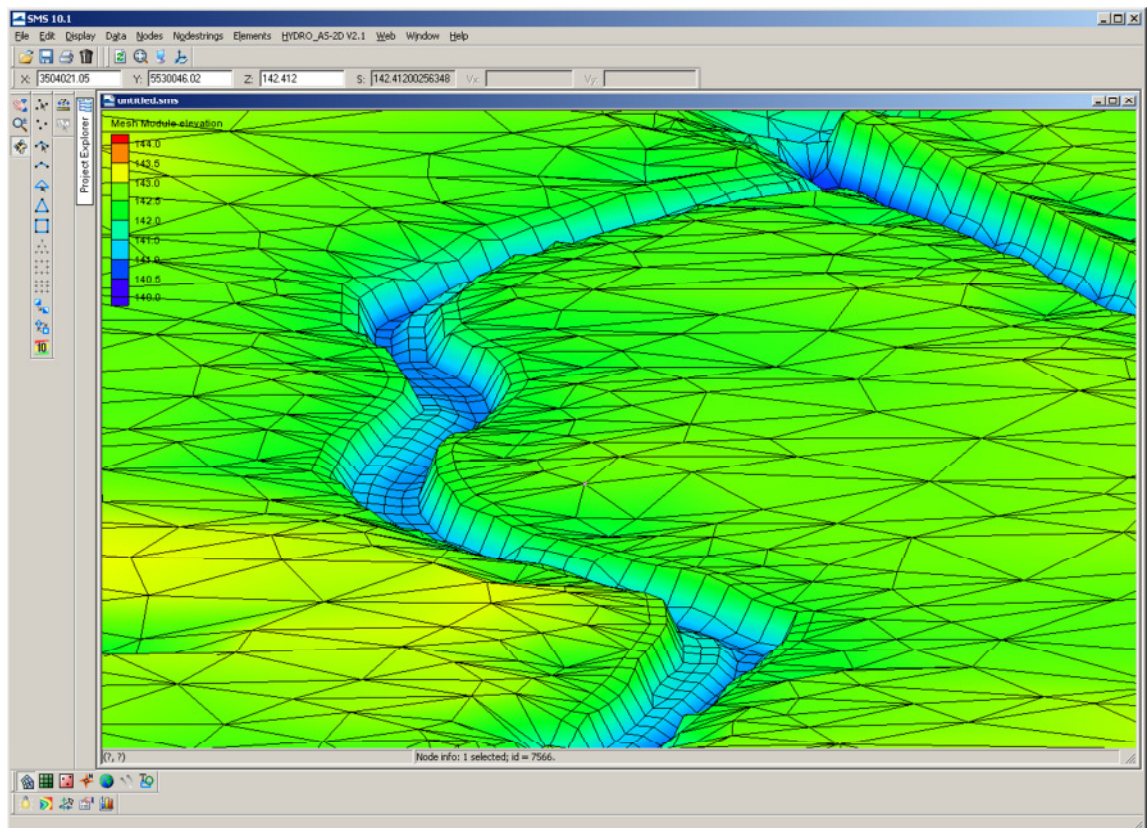 SMS 10.1
File Edit Display Data Nodes Nodestrings Elements HYDRO_AS-2D V2.1 Web Window Help
X: 3504021.05 Y: 5530046.02 Z: 142.412 S: 142.41200256348 Vx: Vy:
untitled.sms
Project Explorer
Mesh Module elevation
144.0
143.5
143.0
142.5
142.0
141.0
141.0
140.5
140.0
10
(?, ?) Node info: 1 selected; id = 7566.